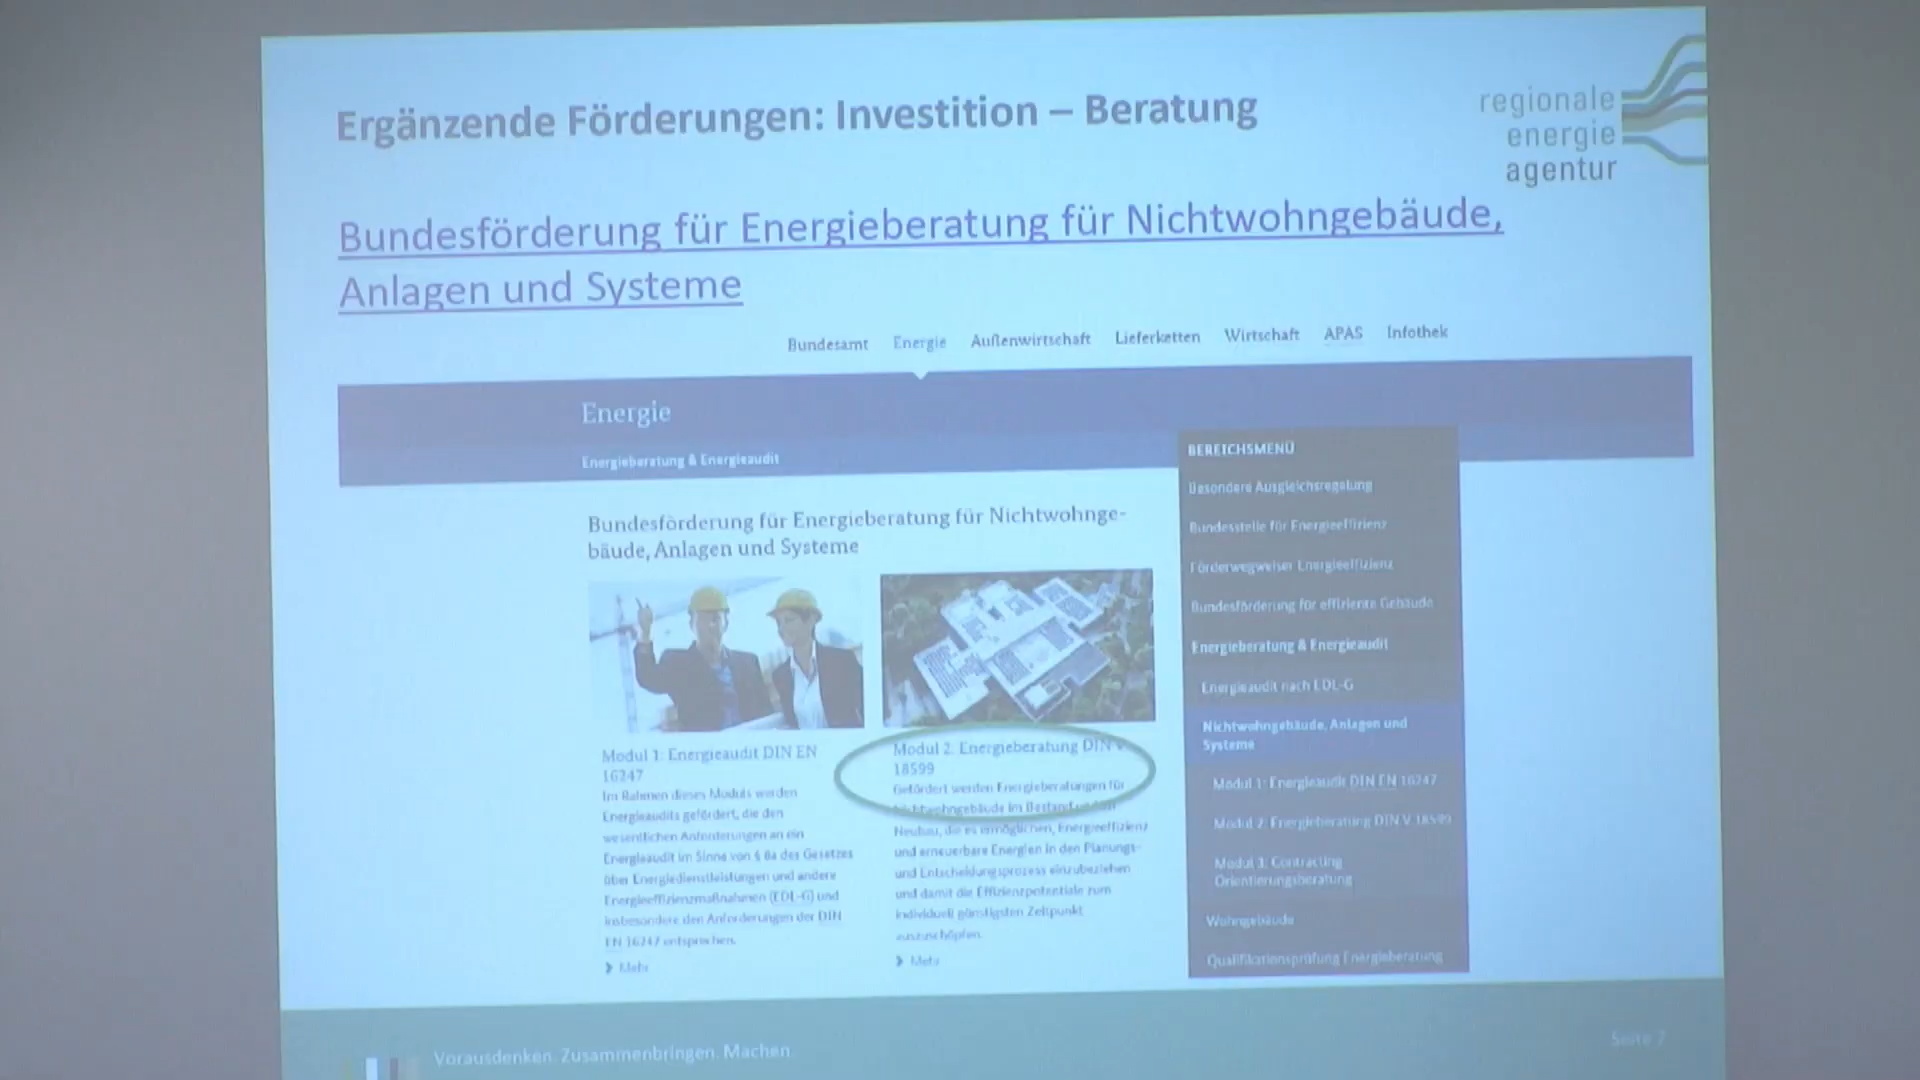 Ergänzende Förderungen: Investition – Beratung
regionale
energie
agentur
Bundesförderung für Energieberatung für Nichtwohngebäude,
Anlagen und Systeme
Bundesamt Energie Außenwirtschaft Lieferketten Wirtschaft APAS Infothek
Energie
Energieberatung & Energieaudit
Bundesförderung für Energieberatung für Nichtwohnge-
bäude, Anlagen und Systeme
Modul 1: Energieaudit DIN EN
16247
Im Rahmen dieses Moduls werden
Energieaudits gefördert, die den
wesentlichen Anforderungen an ein
Energieaudit im Sinne von § 8a des Gesetzes
über Energiedienstleistungen und andere
Energieeffizienzmaßnahmen (EDL-G) und
insbesondere den Anforderungen der DIN
EN 16247 entsprechen.
Mehr
Modul 2: Energieberatung DIN V
18599
Gefördert werden Energieberatungen für
Nichtwohngebäude im Bestand und im
Neubau, die es ermöglichen, Energieeffizienz
und erneuerbare Energien in den Planungs-
und Entscheidungsprozess einzubeziehen
und damit die Effizienzpotentiale zum
individuell günstigsten Zeitpunkt
auszuschöpfen.
Mehr
BEREICHSMENÜ
Besondere Ausgleichsregelung
Bundesstelle für Energieeffizienz
Förderwegweiser Energieeffizienz
Bundesförderung für effiziente Gebäude
Energieberatung & Energieaudit
Energieaudit nach EDL-G
Nichtwohngebäude, Anlagen und
Systeme
Modul 1: Energieaudit DIN EN 16247
Modul 2: Energieberatung DIN V 18599
Modul 3: Contracting
Orientierungsberatung
Wohngebäude
Qualifikationsprüfung Energieberatung
Vorausdenken. Zusammenbringen. Machen.
Seite 7